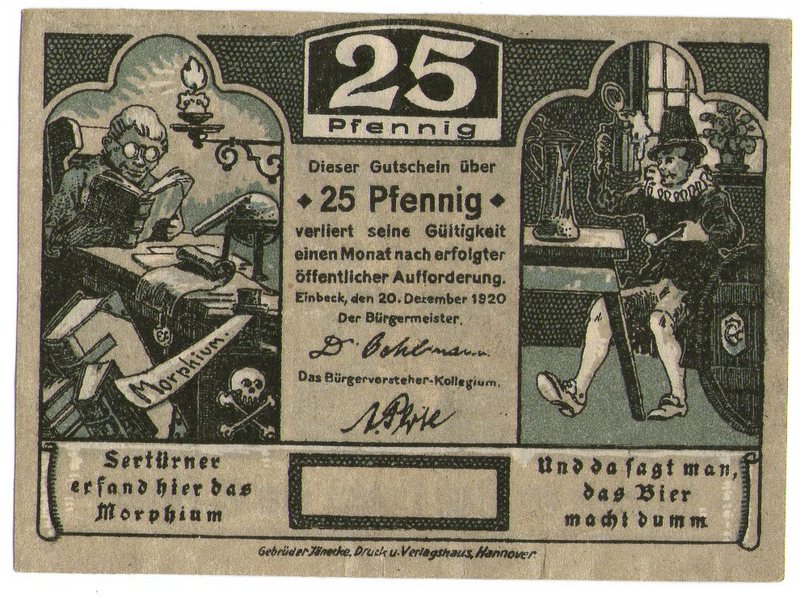 25
Pfennig
Dieser Gutschein über
25 Pfennig
verliert seine Gültigkeit
einen Monat nach erfolgter
öffentlicher Aufforderung.
Einbeck, den 20. Dezember 1920
Der Bürgermeister.
Das Bürgervorsteher-Kollegium.
Morphium.
Sertürner
erfand hier das
Morphium
Und da sagt man,
das Bier
macht dumm
Gebrüder Jänecke, Druck u. Verlagshaus, Hannover